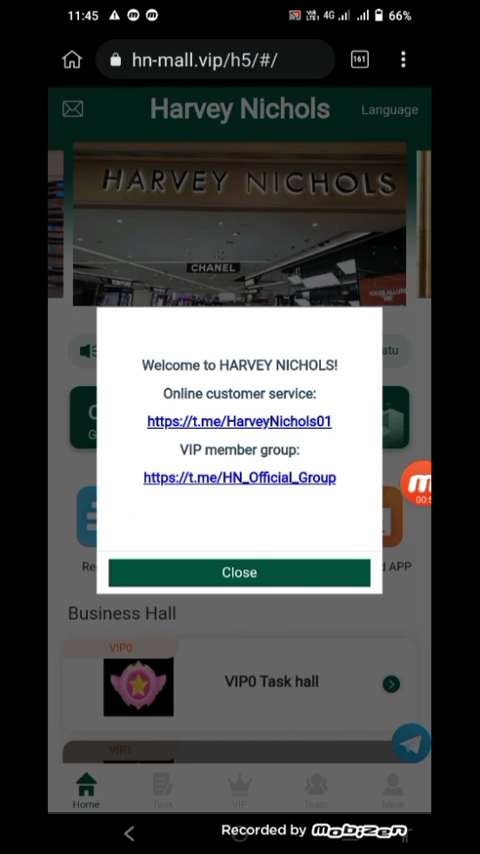 11:45
4G
66%
hn-mall.vip/h5/#/
161
Harvey Nichols
Language
HARVEY NICHOLS
CHANEL
atu
Welcome to HARVEY NICHOLS!
Online customer service:
https://t.me/HarveyNichols01
VIP member group:
https://t.me/HN_Official_Group
Re
d APP
Close
Business Hall
VIP0
VIP0 Task hall
VIP1
Home
Task
VIP
Team
Mine
Recorded by Mobizen